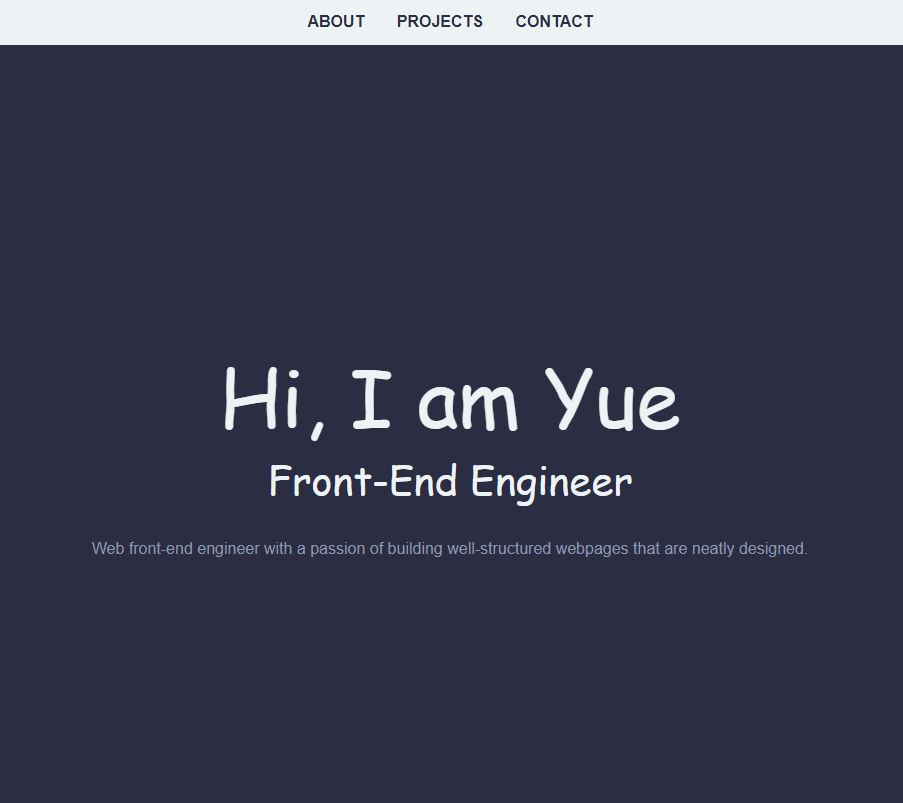 ABOUT PROJECTS CONTACT
Hi, I am Yue
Front-End Engineer
Web front-end engineer with a passion of building well-structured webpages that are neatly designed.